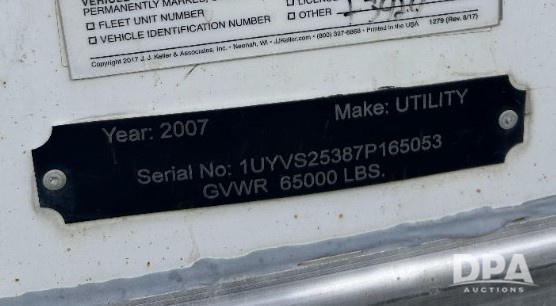 PERMANENTLY MARKED,
□ FLEET UNIT NUMBER
□ VEHICLE IDENTIFICATION NUMBER
□ OTHER
Copyright 2017 J. J. Keller & Associates, Inc. • Neenah, WI • JJKeller.com • (800) 327-6868 • Printed in the USA 1279 (Rev. 8/17)
Year: 2007 Make: UTILITY
Serial No: 1UYVS25387P165053
GVWR 65000 LBS.
DPA
AUCTIONS